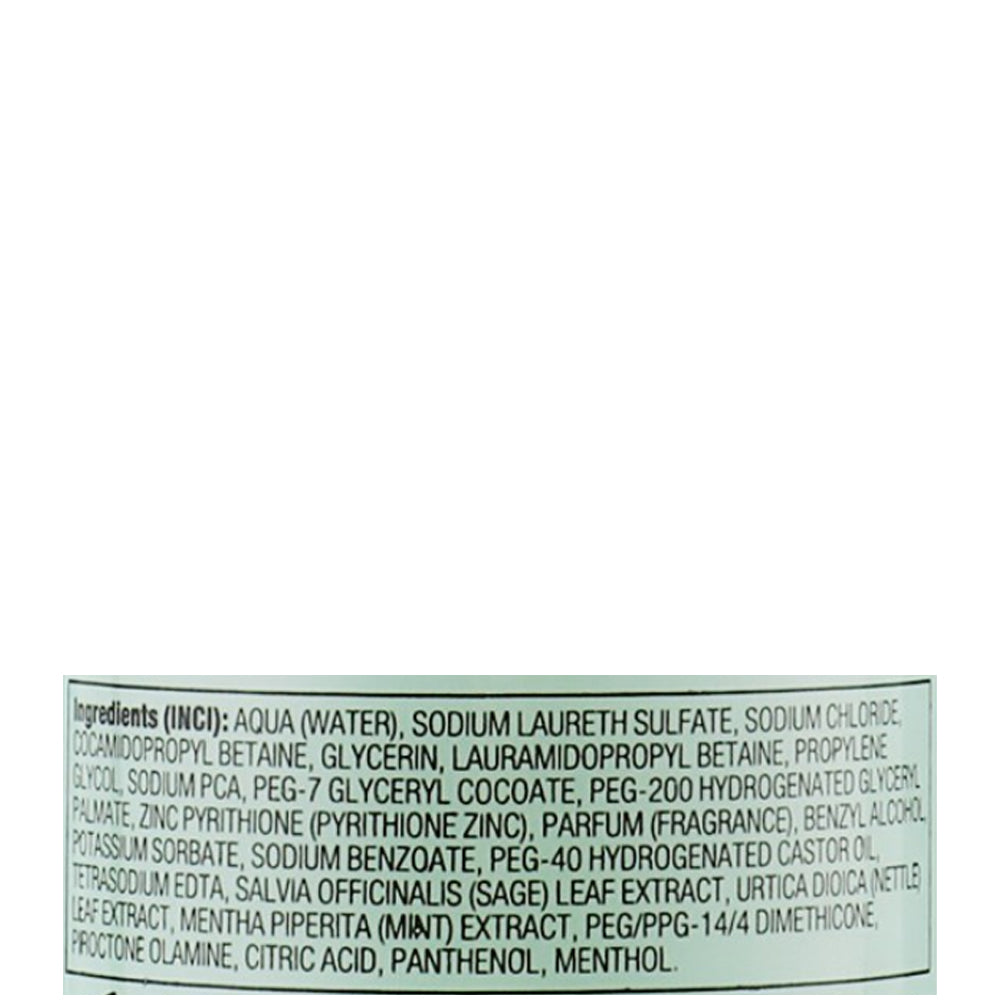 Ingredients (INCI): AQUA (WATER), SODIUM LAURETH SULFATE, SODIUM CHLORIDE,
COCAMIDOPROPYL BETAINE, GLYCERIN, LAURAMIDOPROPYL BETAINE, PROPYLENE
GLYCOL, SODIUM PCA, PEG-7 GLYCERYL COCOATE, PEG-200 HYDROGENATED GLYCERYL
PALMATE, ZINC PYRITHIONE (PYRITHIONE ZINC), PARFUM (FRAGRANCE), BENZYL ALCOHOL,
POTASSIUM SORBATE, SODIUM BENZOATE, PEG-40 HYDROGENATED CASTOR OIL,
TETRASODIUM EDTA, SALVIA OFFICINALIS (SAGE) LEAF EXTRACT, URTICA DIOICA (NETTLE)
LEAF EXTRACT, MENTHA PIPERITA (MINT) EXTRACT, PEG/PPG-14/4 DIMETHICONE,
PIROCTONE OLAMINE, CITRIC ACID, PANTHENOL, MENTHOL.